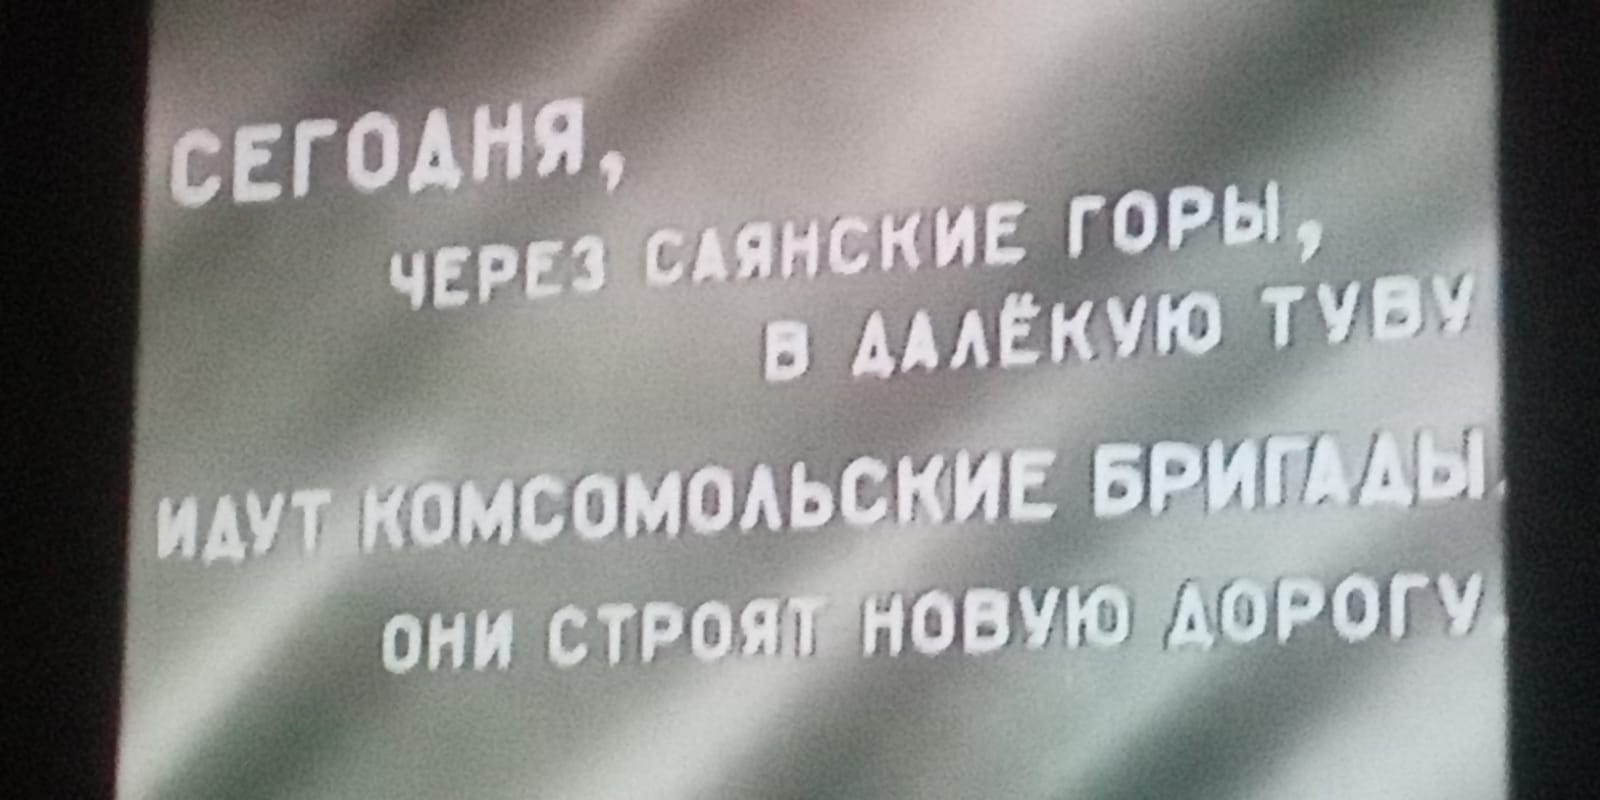 СЕГОДНЯ,
ЧЕРЕЗ САЯНСКИЕ ГОРЫ,
В ДАЛЁКУЮ ТУВУ
ИДУТ КОМСОМОЛЬСКИЕ БРИГАДЫ.
ОНИ СТРОЯТ НОВУЮ ДОРОГУ.